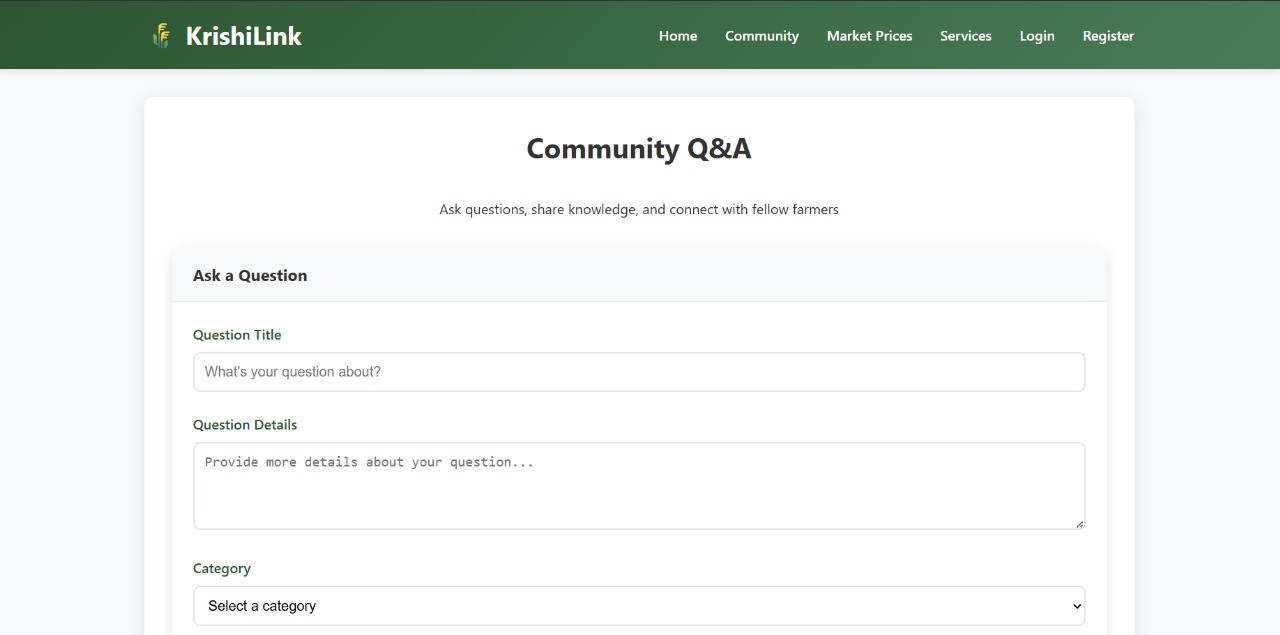 KrishiLink
Home Community Market Prices Services Login Register
Community Q&A
Ask questions, share knowledge, and connect with fellow farmers
Ask a Question
Question Title
What's your question about?
Question Details
Provide more details about your question...
Category
Select a category